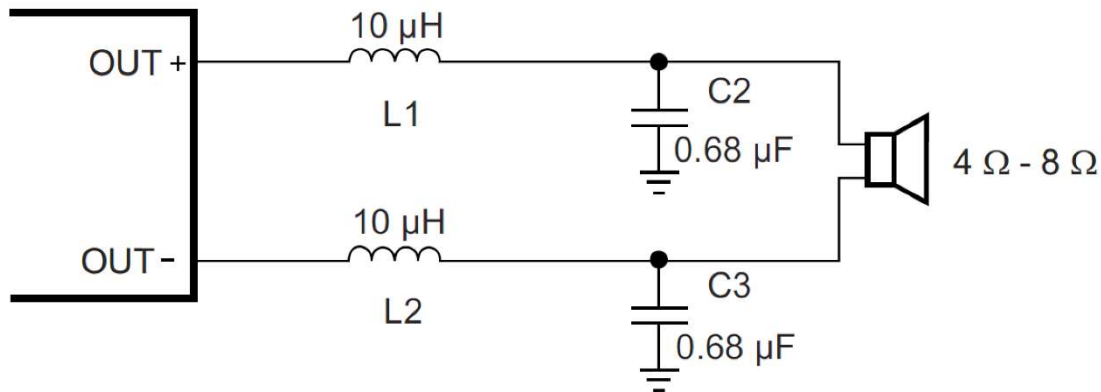 10 µH
OUT +
L1
C2
0.68 µF
4 Ω - 8 Ω
10 µH
OUT -
L2
C3
0.68 µF